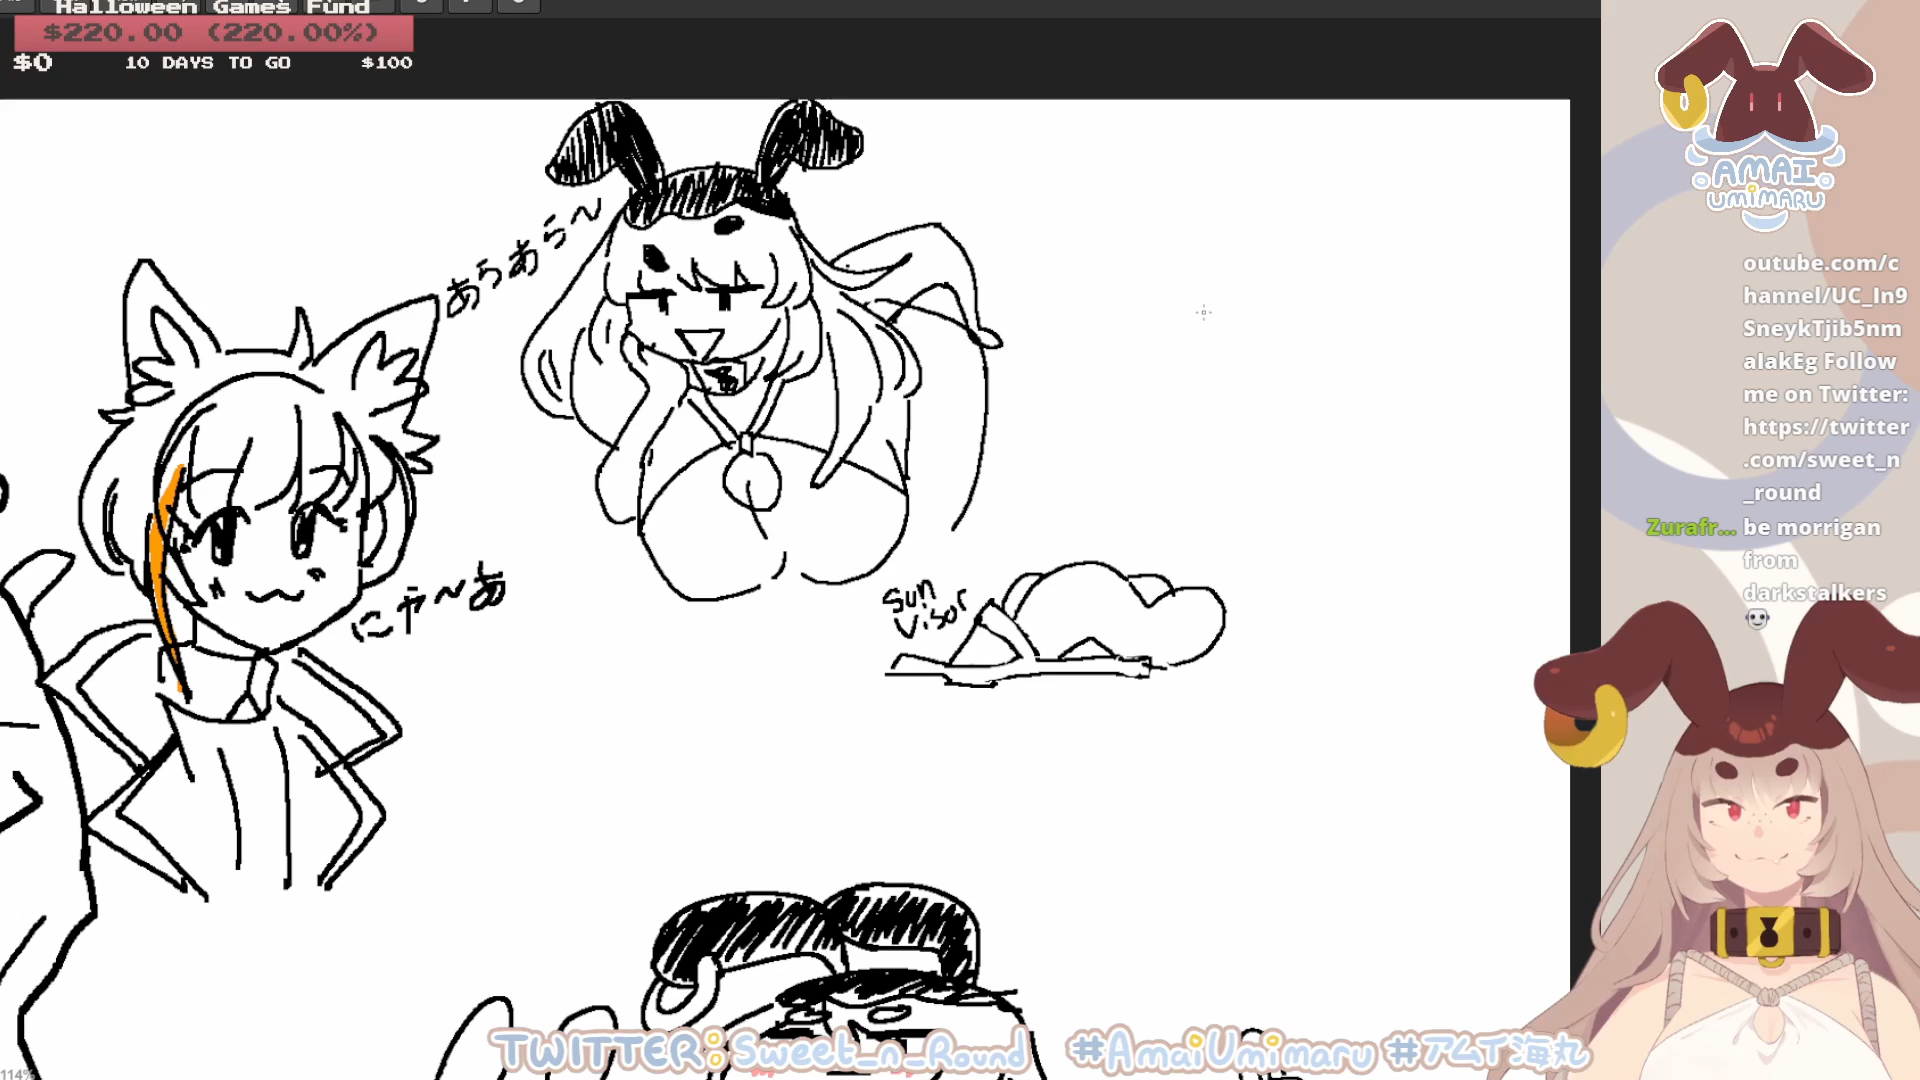 Halloween Games Fund
$220.00 (220.00%)
$0 10 DAYS TO GO $100
AMAI
UMIMARU
outube.com/c
hannel/UC_In9
SneykTjib5nm
aIakEg Follow
me on Twitter:
https://twitter
.com/sweet_n
_round
Zurafr... be morrigan
from
darkstalkers
あらあら~
にゃ~あ
sun
visor
TWITTER: Sweet_n_Round #AmaiUmimaru #アムイ海丸
114%